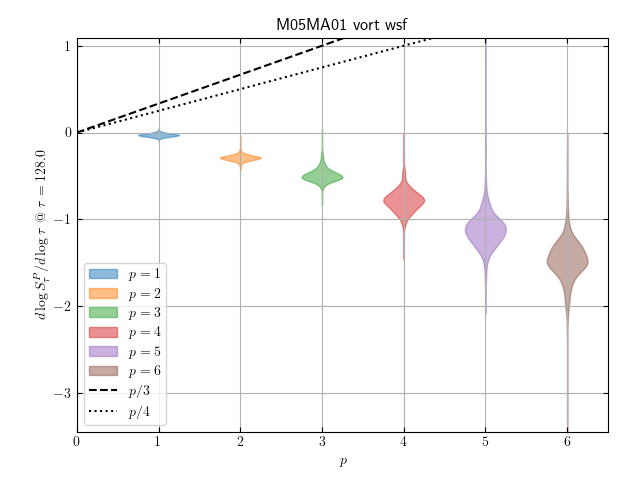 M05MA01 vort wsf
d log S_τ^P / d log τ @ τ = 128.0
1
0
−1
−2
−3
p = 1
p = 2
p = 3
p = 4
p = 5
p = 6
p/3
p/4
0 1 2 3 4 5 6
p